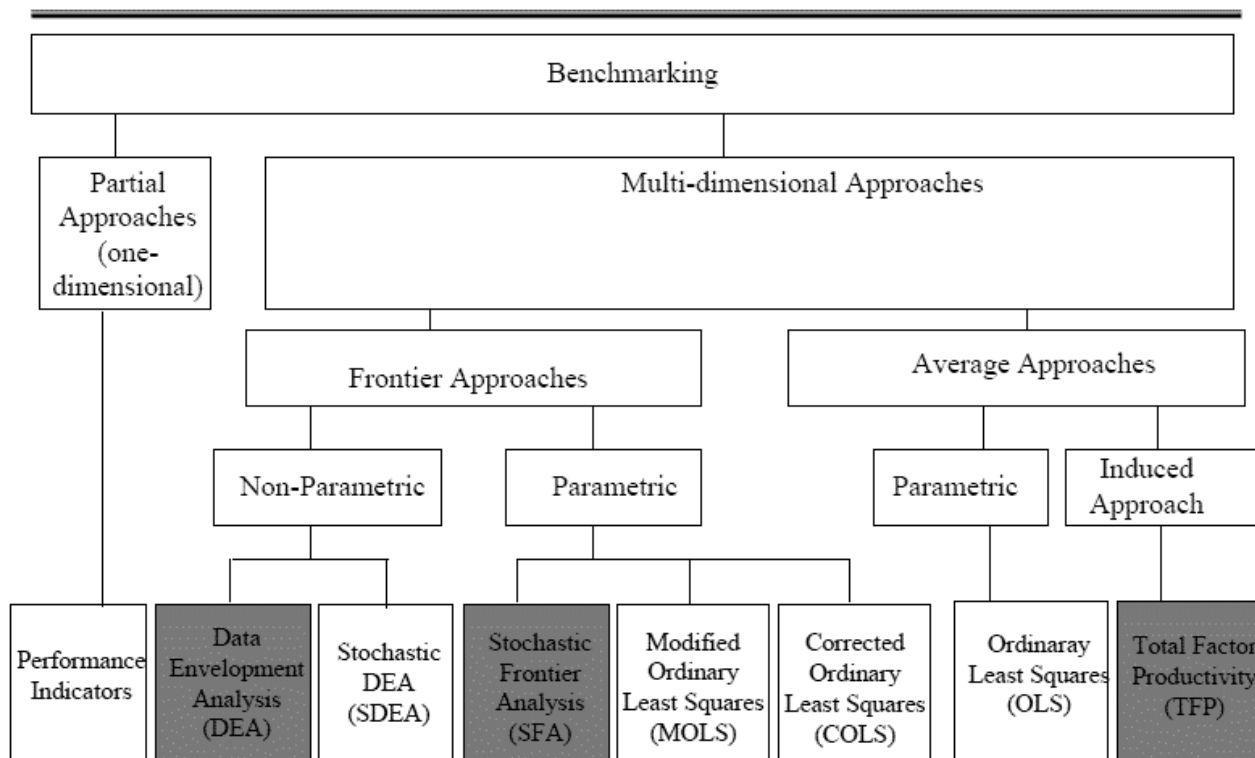 Benchmarking
Partial
Approaches
(one-
dimensional)
Multi-dimensional Approaches
Frontier Approaches
Average Approaches
Non-Parametric
Parametric
Parametric
Induced
Approach
Performance
Indicators
Data
Envelopment
Analysis
(DEA)
Stochastic
DEA
(SDEA)
Stochastic
Frontier
Analysis
(SFA)
Modified
Ordinary
Least Squares
(MOLS)
Corrected
Ordinary
Least Squares
(COLS)
Ordinaray
Least Squares
(OLS)
Total Factor
Productivity
(TFP)